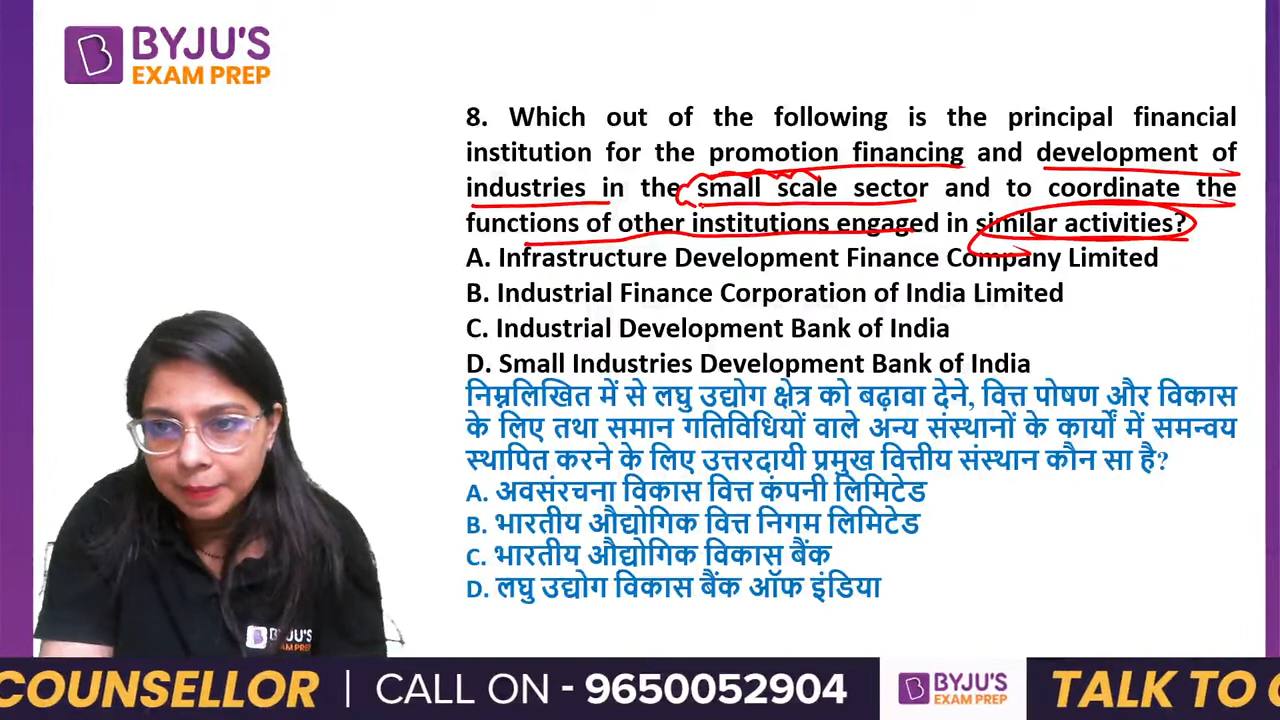 BYJU'S
EXAM PREP
8. Which out of the following is the principal financial
institution for the promotion financing and development of
industries in the small scale sector and to coordinate the
functions of other institutions engaged in similar activities?
A. Infrastructure Development Finance Company Limited
B. Industrial Finance Corporation of India Limited
C. Industrial Development Bank of India
D. Small Industries Development Bank of India
निम्नलिखित में से लघु उद्योग क्षेत्र को बढ़ावा देने, वित्त पोषण और विकास
के लिए तथा समान गतिविधियों वाले अन्य संस्थानों के कार्यों में समन्वय
स्थापित करने के लिए उत्तरदायी प्रमुख वित्तीय संस्थान कौन सा है?
A. अवसंरचना विकास वित्त कंपनी लिमिटेड
B. भारतीय औद्योगिक वित्त निगम लिमिटेड
C. भारतीय औद्योगिक विकास बैंक
D. लघु उद्योग विकास बैंक ऑफ इंडिया
BYJU'S
EXAM PREP
COUNSELLOR | CALL ON - 9650052904
BYJU'S
EXAM PREP
TALK TO